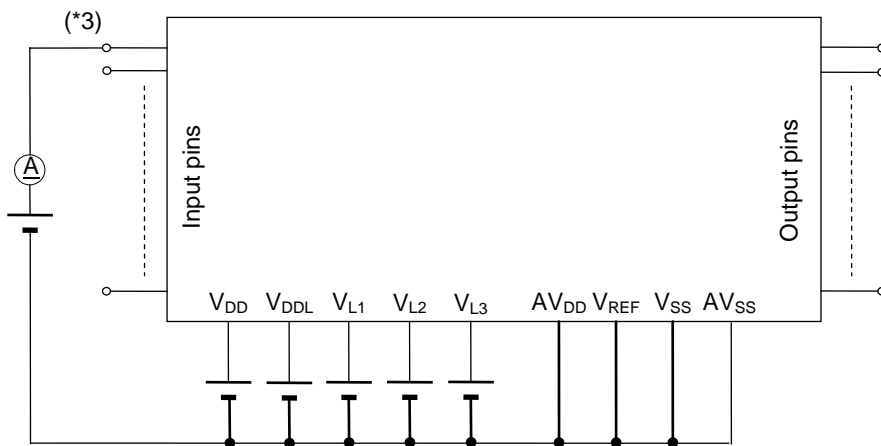 (*3)
A
Input pins
Output pins
VDD VDDL VL1 VL2 VL3 AVDD VREF VSS AVSS